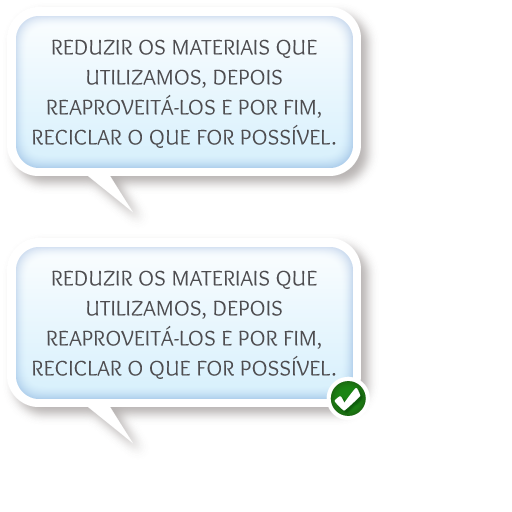 REDUZIR OS MATERIAIS QUE
UTILIZAMOS, DEPOIS
REAPROVEITÁ-LOS E POR FIM,
RECICLAR O QUE FOR POSSÍVEL.
REDUZIR OS MATERIAIS QUE
UTILIZAMOS, DEPOIS
REAPROVEITÁ-LOS E POR FIM,
RECICLAR O QUE FOR POSSÍVEL.